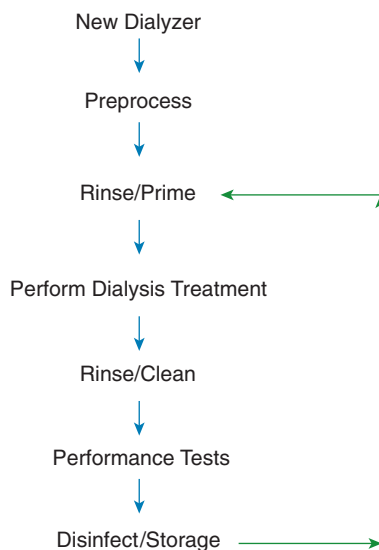 New Dialyzer
Preprocess
Rinse/Prime
Perform Dialysis Treatment
Rinse/Clean
Performance Tests
Disinfect/Storage